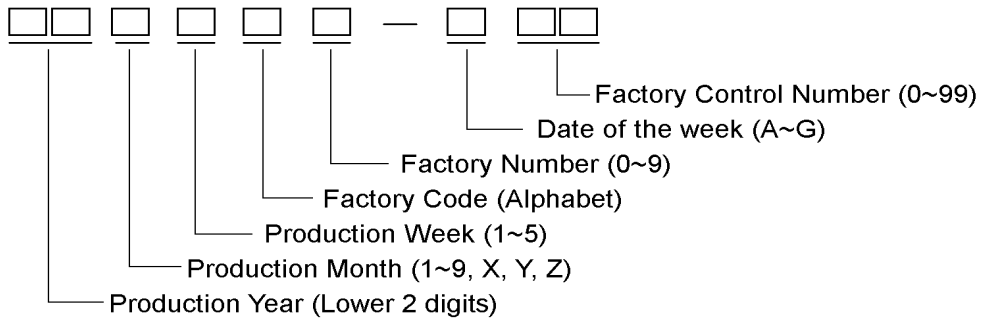 Factory Control Number (0~99)
Date of the week (A~G)
Factory Number (0~9)
Factory Code (Alphabet)
Production Week (1~5)
Production Month (1~9, X, Y, Z)
Production Year (Lower 2 digits)